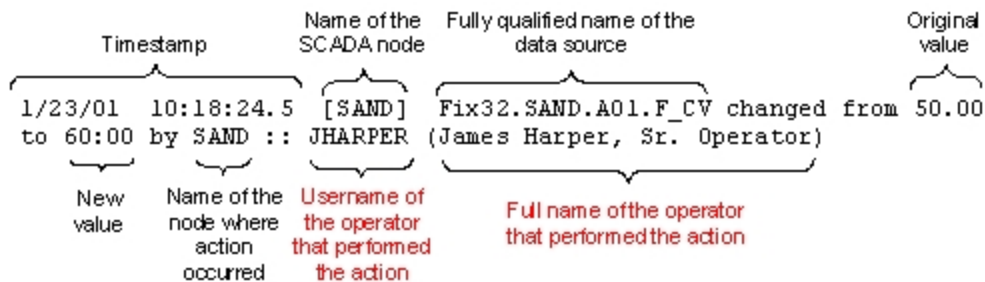 Timestamp
Name of the
SCADA node
Fully qualified name of the
data source
Original
value
1/23/01 10:18:24.5 [SAND] Fix32.SAND.A01.F_CV changed from 50.00
to 60:00 by SAND :: JHARPER (James Harper, Sr. Operator)
New
value
Name of the
node where
action
occurred
Username of
the operator
that performed
the action
Full name of the operator
that performed the action